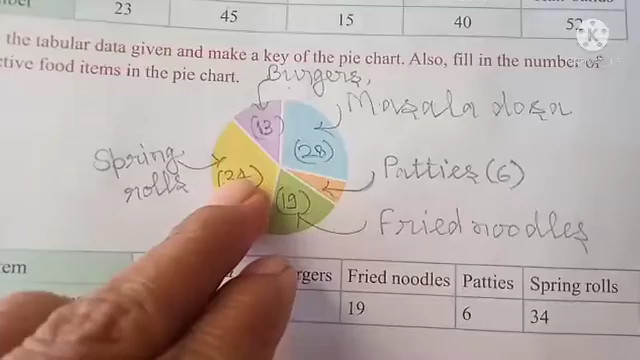 23 45 15 40 52
the tabular data given and make a key of the pie chart. Also, fill in the number of
ctive food items in the pie chart.
Burgers,
Masala dosa
(13)
(28)
Spring
rolls
Patties (6)
(19)
Fried noodles
tem rgers Fried noodles Patties Spring rolls
19 6 34